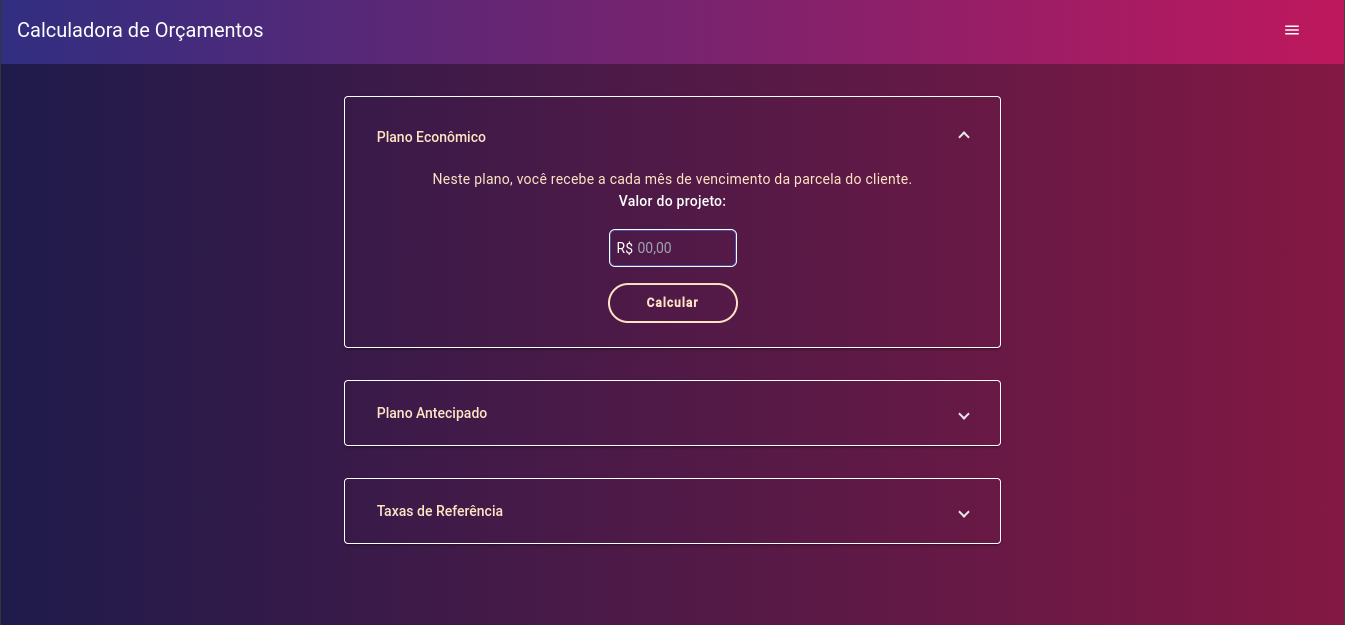 Calculadora de Orçamentos
Plano Econômico
Neste plano, você recebe a cada mês de vencimento da parcela do cliente.
Valor do projeto:
R$ 00,00
Calcular
Plano Antecipado
Taxas de Referência